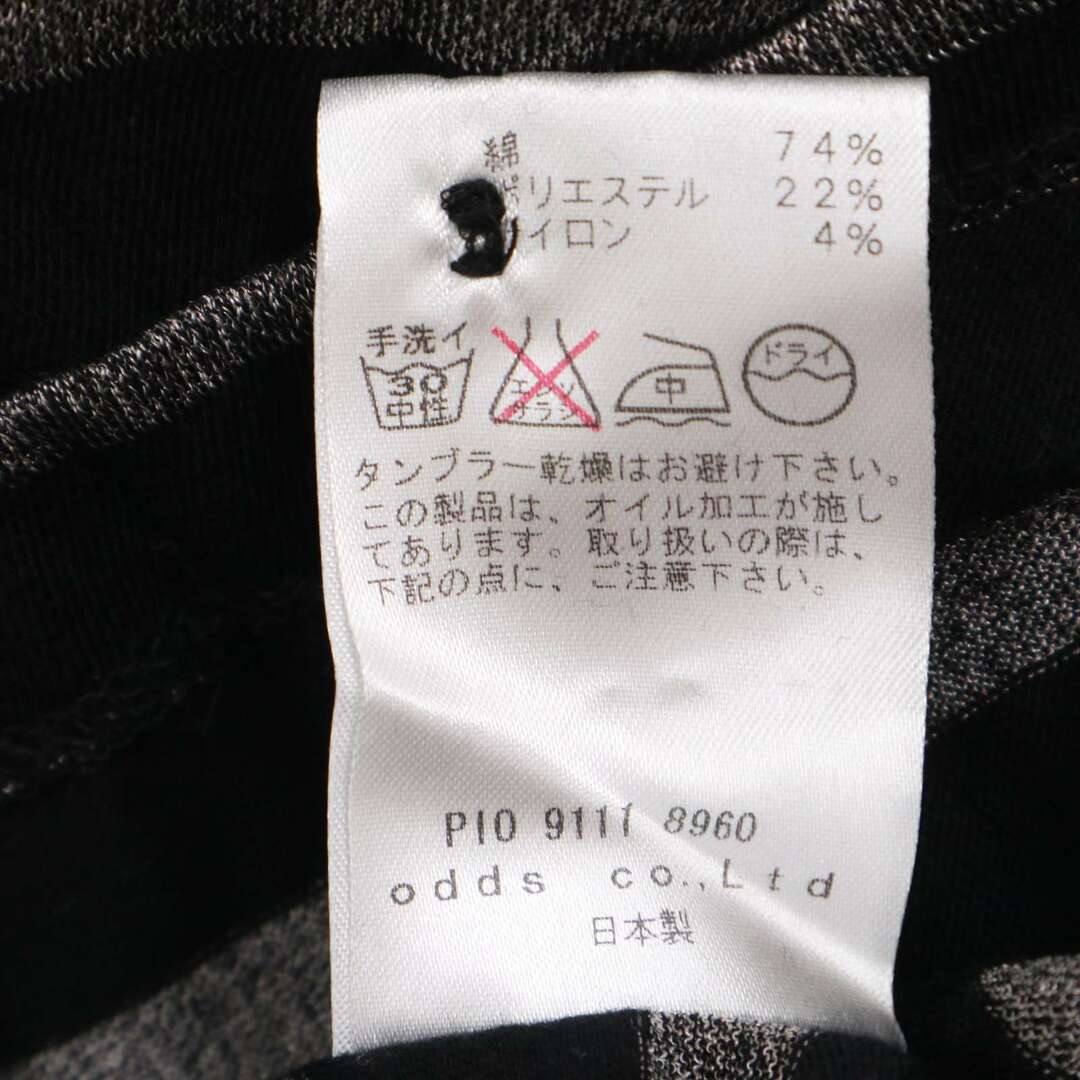 綿 74%
ポリエステル 22%
イロン 4%
手洗イ
30
中性
エンソ
サラシ
中
ドライ
タンブラー乾燥はお避け下さい。
この製品は、オイル加工が施し
てあります。取り扱いの際は、
下記の点に、ご注意下さい。
PIO 9111 8960
odds co.,Ltd
日本製